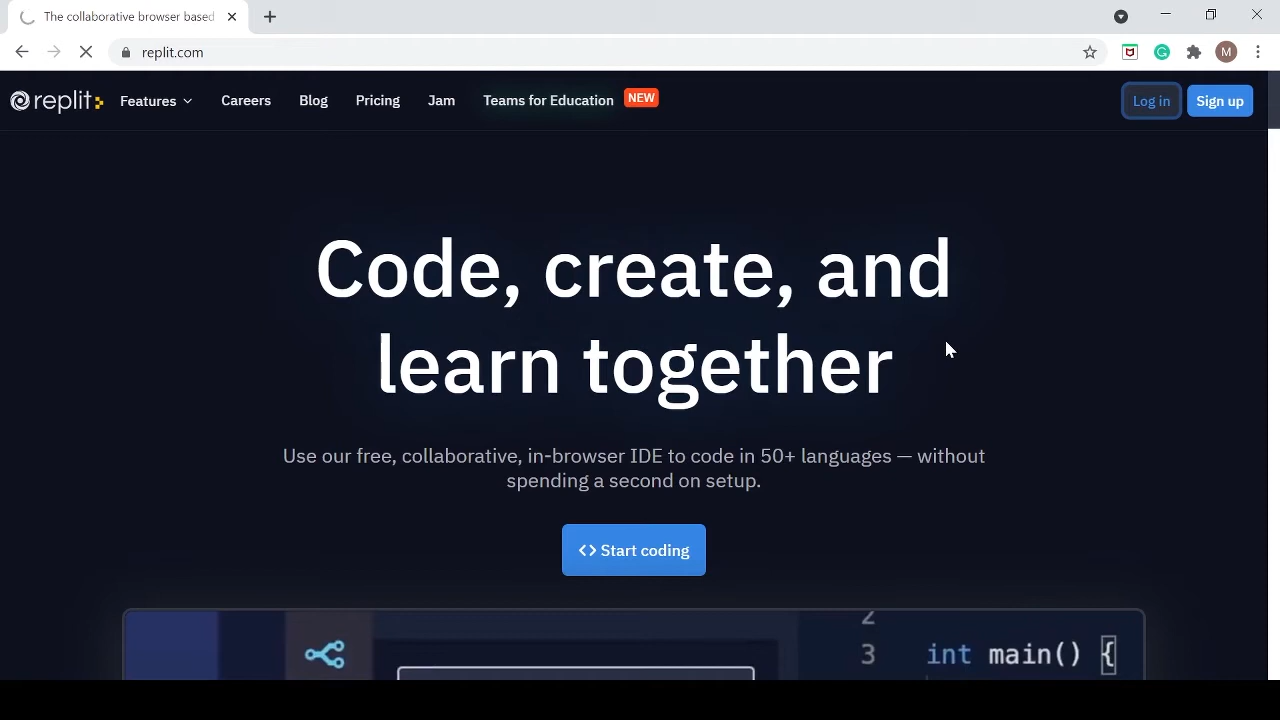 The collaborative browser based
replit.com
replit
Features
Careers
Blog
Pricing
Jam
Teams for Education
NEW
Log in
Sign up
M
Code, create, and
learn together
Use our free, collaborative, in-browser IDE to code in 50+ languages — without
spending a second on setup.
<> Start coding
2
3 int main() {